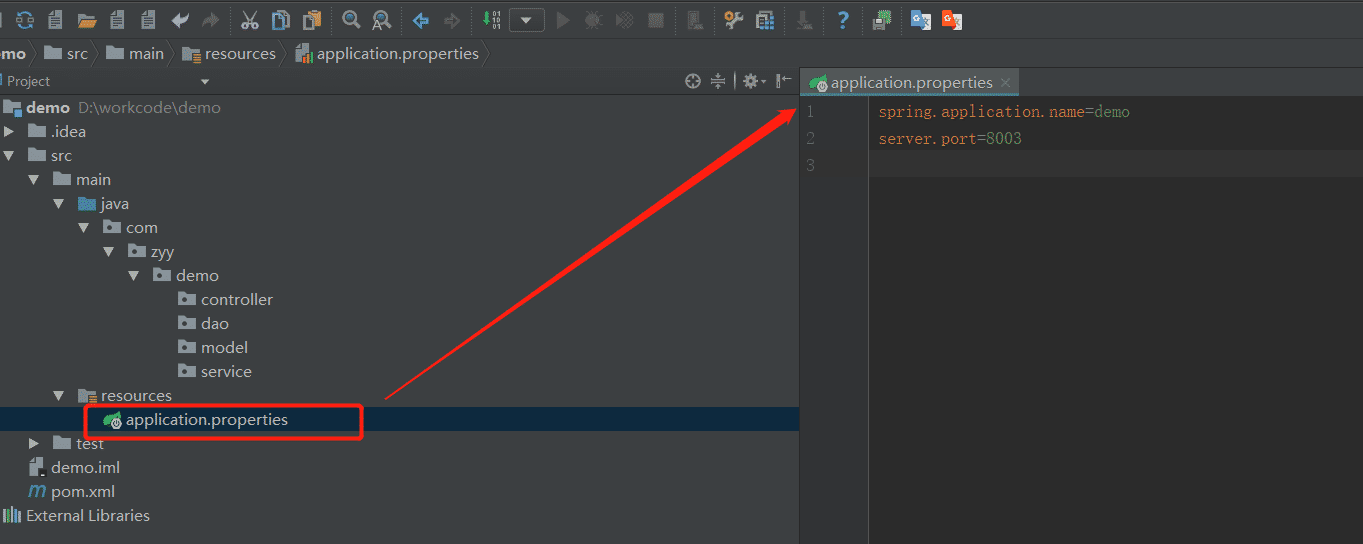 mo src main resources application.properties
Project
application.properties
demo D:\workcode\demo
.idea
src
main
java
com
zyy
demo
controller
dao
model
service
resources
application.properties
test
demo.iml
pom.xml
External Libraries
1 spring.application.name=demo
2 server.port=8003
3